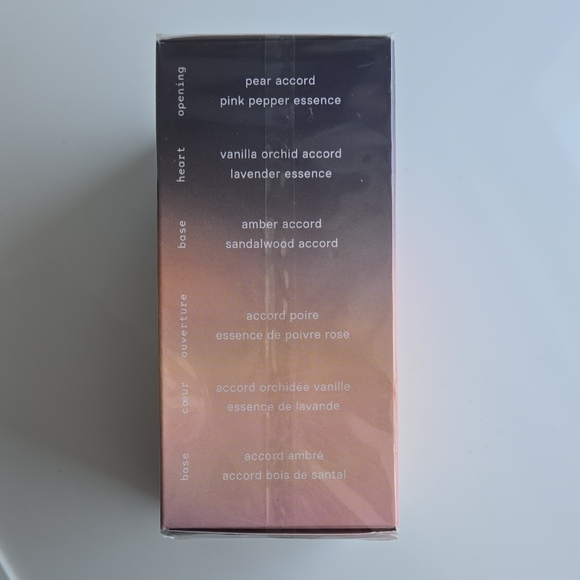 opening
pear accord
pink pepper essence
heart
vanilla orchid accord
lavender essence
base
amber accord
sandalwood accord
ouverture
accord poire
essence de poivre rose
cœur
accord orchidée vanille
essence de lavande
base
accord ambré
accord bois de santal